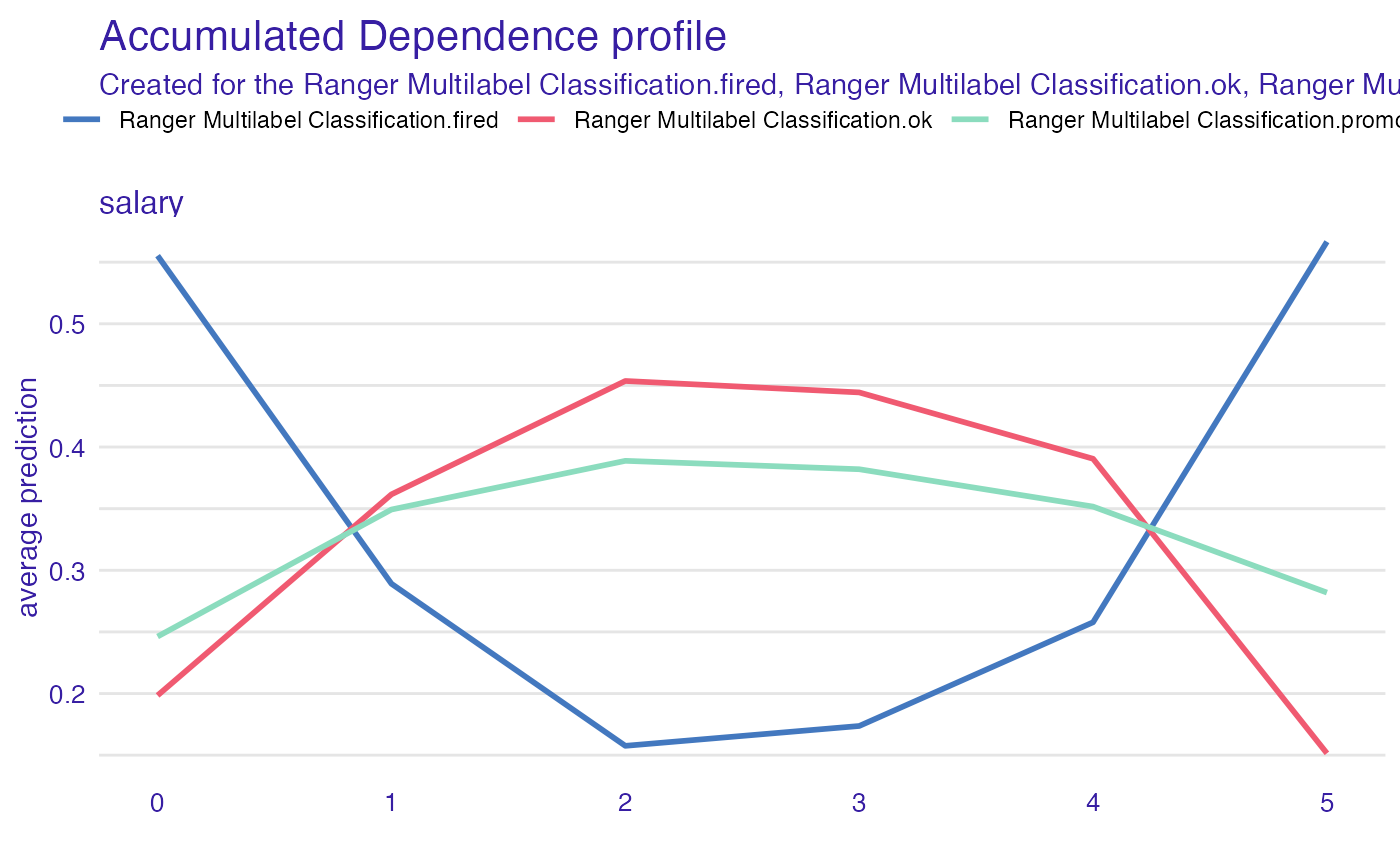 Accumulated Dependence profile
Created for the Ranger Multilabel Classification.fired, Ranger Multilabel Classification.ok, Ranger Mu
Ranger Multilabel Classification.fired Ranger Multilabel Classification.ok Ranger Multilabel Classification.promo
salary
average prediction
0.5
0.4
0.3
0.2
0 1 2 3 4 5